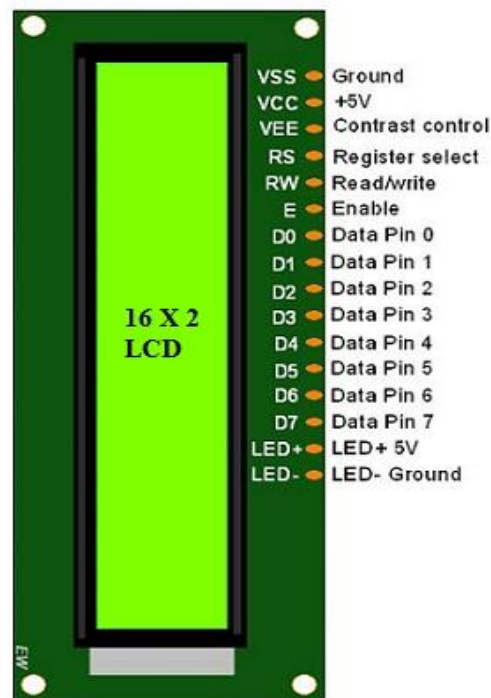 VSS Ground
VCC +5V
VEE Contrast control
RS Register select
RW Read/write
E Enable
D0 Data Pin 0
D1 Data Pin 1
D2 Data Pin 2
D3 Data Pin 3
D4 Data Pin 4
D5 Data Pin 5
D6 Data Pin 6
D7 Data Pin 7
LED+ LED+ 5V
LED- LED- Ground
16 X 2
LCD
EW